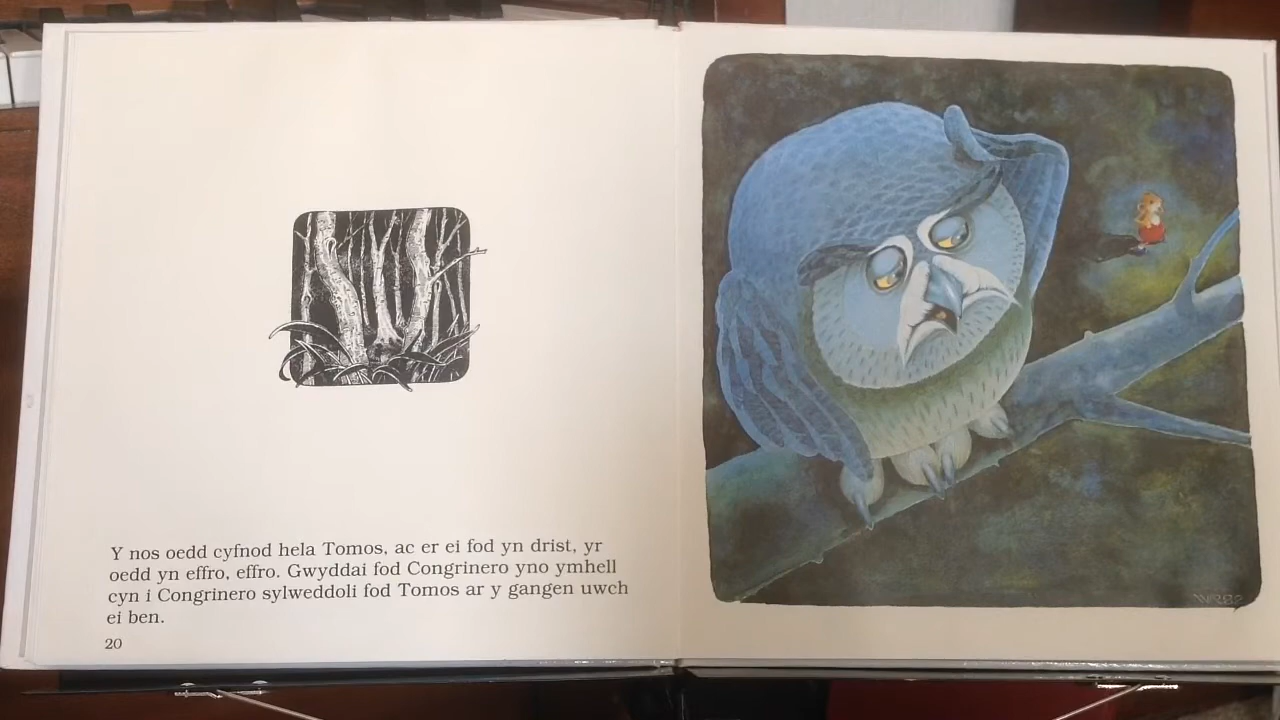 Y nos oedd cyfnod hela Tomos, ac er ei fod yn drist, yr
oedd yn effro, effro. Gwyddai fod Congrinero yno ymhell
cyn i Congrinero sylweddoli fod Tomos ar y gangen uwch
ei ben.
20